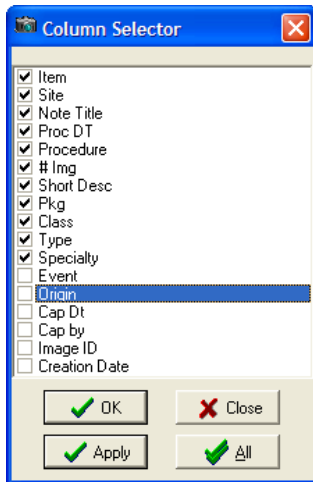 Column Selector
Item
Site
Note Title
Proc DT
Procedure
# Img
Short Desc
Pkg
Class
Type
Specialty
Event
Origin
Cap Dt
Cap by
Image ID
Creation Date
OK
Close
Apply
All